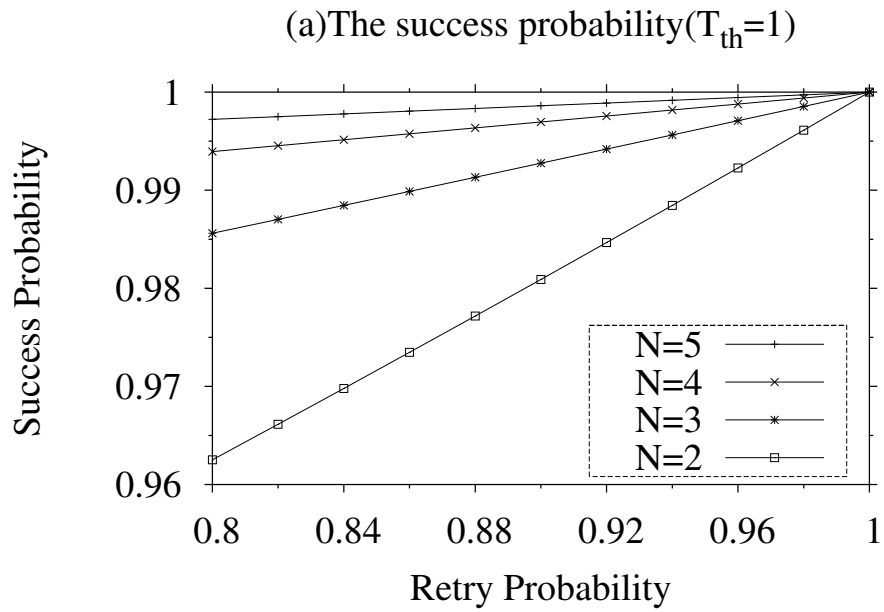 (a)The success probability(T_th=1)
1
0.99
0.98
0.97
0.96
Success Probability
N=5
N=4
N=3
N=2
0.8 0.84 0.88 0.92 0.96 1
Retry Probability